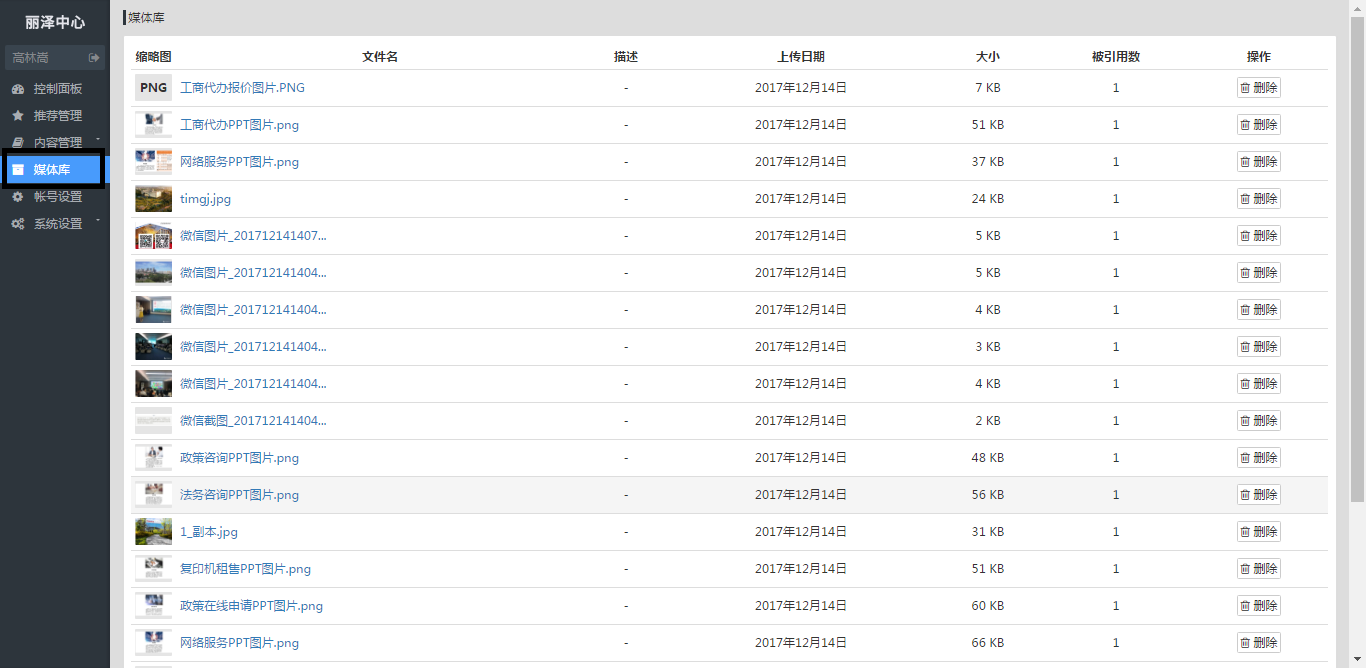 丽泽中心
高林嵩
控制面板
推荐管理
内容管理
媒体库
帐号设置
系统设置
媒体库
缩略图 文件名 描述 上传日期 大小 被引用数 操作
PNG 工商代办报价图片.PNG - 2017年12月14日 7 KB 1 删除
工商代办PPT图片.png - 2017年12月14日 51 KB 1 删除
网络服务PPT图片.png - 2017年12月14日 37 KB 1 删除
timgj.jpg - 2017年12月14日 24 KB 1 删除
微信图片_201712141407... - 2017年12月14日 5 KB 1 删除
微信图片_201712141404... - 2017年12月14日 5 KB 1 删除
微信图片_201712141404... - 2017年12月14日 4 KB 1 删除
微信图片_201712141404... - 2017年12月14日 3 KB 1 删除
微信图片_201712141404... - 2017年12月14日 4 KB 1 删除
微信截图_201712141404... - 2017年12月14日 2 KB 1 删除
政策咨询PPT图片.png - 2017年12月14日 48 KB 1 删除
法务咨询PPT图片.png - 2017年12月14日 56 KB 1 删除
1_副本.jpg - 2017年12月14日 31 KB 1 删除
复印机租售PPT图片.png - 2017年12月14日 51 KB 1 删除
政策在线申请PPT图片.png - 2017年12月14日 60 KB 1 删除
网络服务PPT图片.png - 2017年12月14日 66 KB 1 删除